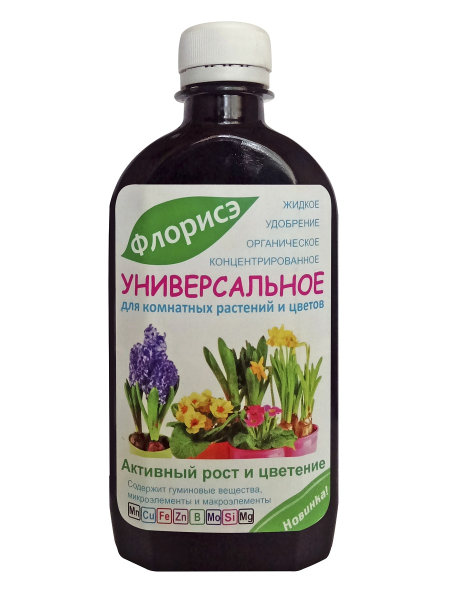 Флорисэ
ЖИДКОЕ
УДОБРЕНИЕ
ОРГАНИЧЕСКОЕ
КОНЦЕНТРИРОВАННОЕ
УНИВЕРСАЛЬНОЕ
для комнатных растений и цветов
Активный рост и цветение
Содержит гуминовые вещества,
микроэлементы и макроэлементы
Mn Cu Fe Zn B Mo Si Mg
Новинка!